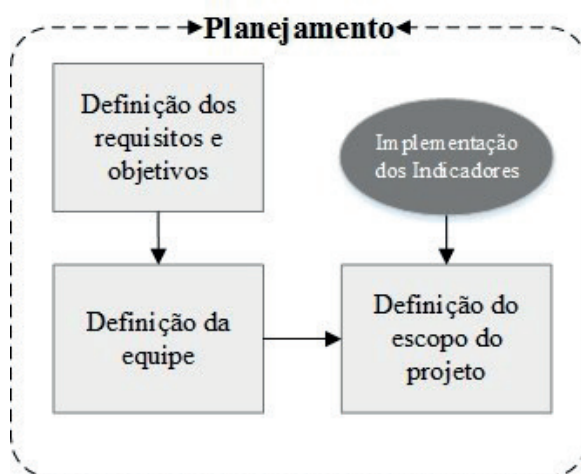 Planejamento
Definição dos
requisitos e
objetivos
Implementação
dos Indicadores
Definição da
equipe
Definição do
escopo do
projeto